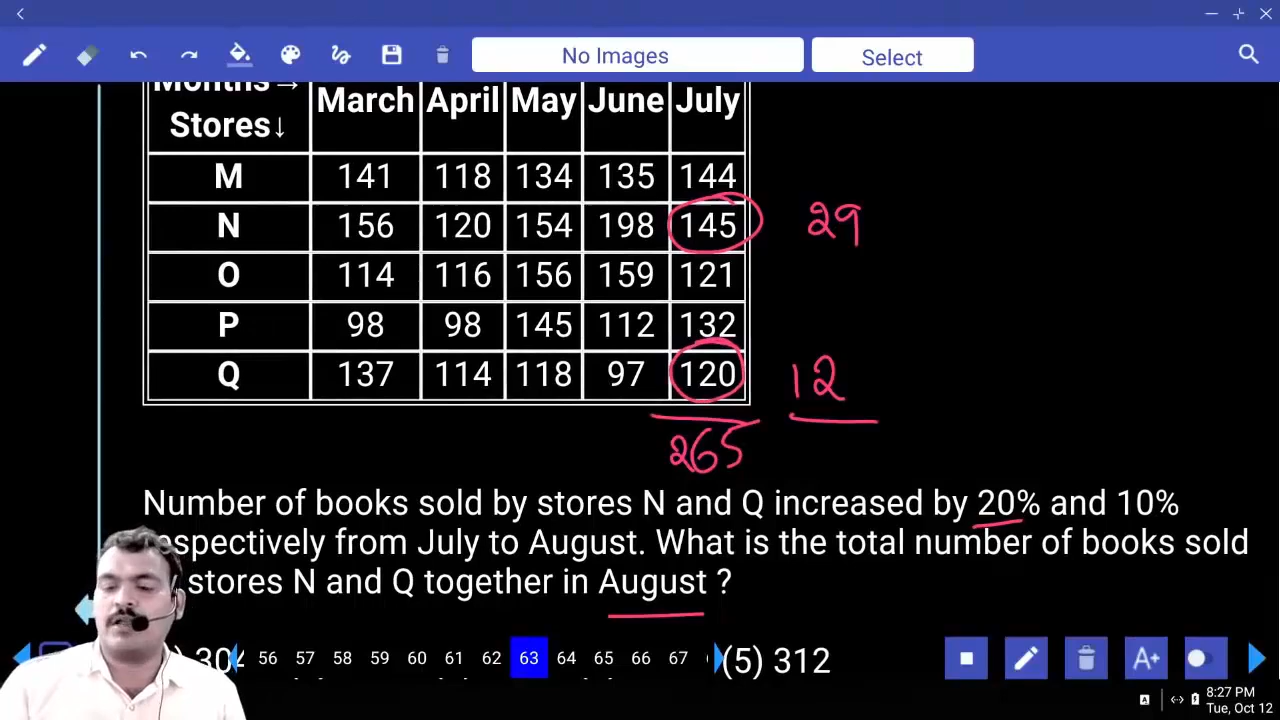 No Images
Select
Months→
Stores↓
March April May June July
M 141 118 134 135 144
N 156 120 154 198 145 29
O 114 116 156 159 121
P 98 98 145 112 132
Q 137 114 118 97 120 12
265
Number of books sold by stores N and Q increased by 20% and 10%
respectively from July to August. What is the total number of books sold
stores N and Q together in August ?
56 57 58 59 60 61 62 63 64 65 66 67
(5) 312
A+
A
8:27 PM
Tue, Oct 12